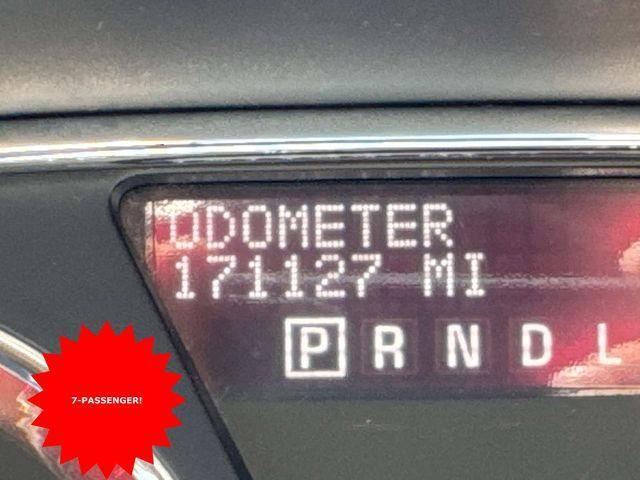 ODOMETER
171127 MI
P R N D L
7-PASSENGER!